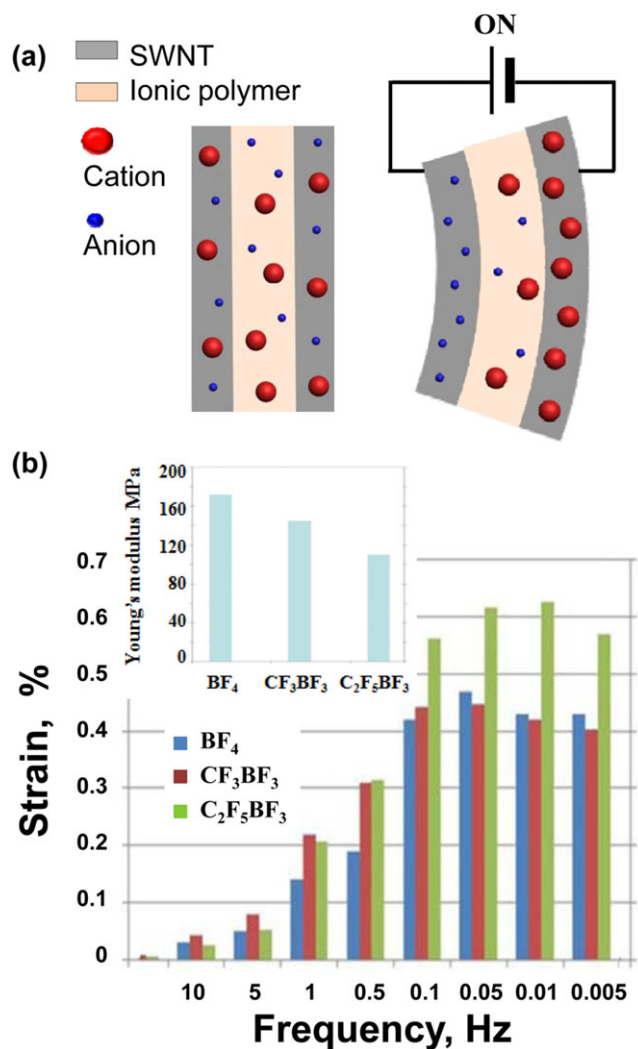 ON
(a)
SWNT
Ionic polymer
Cation
Anion
(b)
Young's modulus MPa
200
160
120
80
40
0
BF₄ CF₃BF₃ C₂F₅BF₃
Strain, %
0.7
0.6
0.5
0.4
0.3
0.2
0.1
0
BF₄
CF₃BF₃
C₂F₅BF₃
10 5 1 0.5 0.1 0.05 0.01 0.005
Frequency, Hz